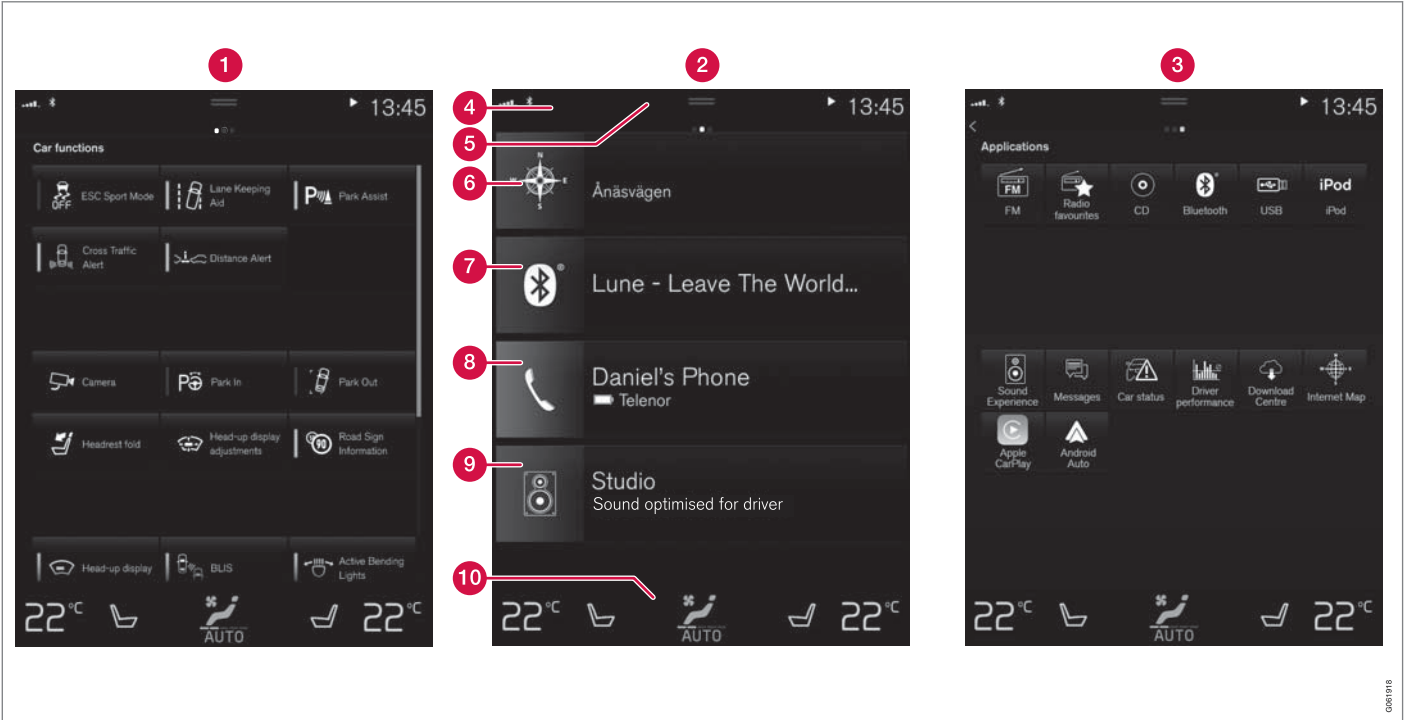 1
2
3
13:45
Car functions
ESC Sport Mode
OFF
Lane Keeping
Aid
Park Assist
Cross Traffic
Alert
Distance Alert
Camera
Park In
Park Out
Headrest fold
Head-up display
adjustments
90
Road Sign
Information
Head-up display
BLIS
Active Bending
Lights
22°C
AUTO
22°C
4
13:45
5
6
N
W
E
S
Ånäsvägen
7
Lune - Leave The World...
8
Daniel's Phone
Telenor
9
Studio
Sound optimised for driver
10
22°C
AUTO
22°C
13:45
Applications
FM
FM
Radio
favourites
CD
Bluetooth
USB
iPod
iPod
Sound
Experience
Messages
Car status
Driver
performance
Download
Centre
Internet Map
Apple
CarPlay
Android
Auto
22°C
AUTO
22°C
G061918